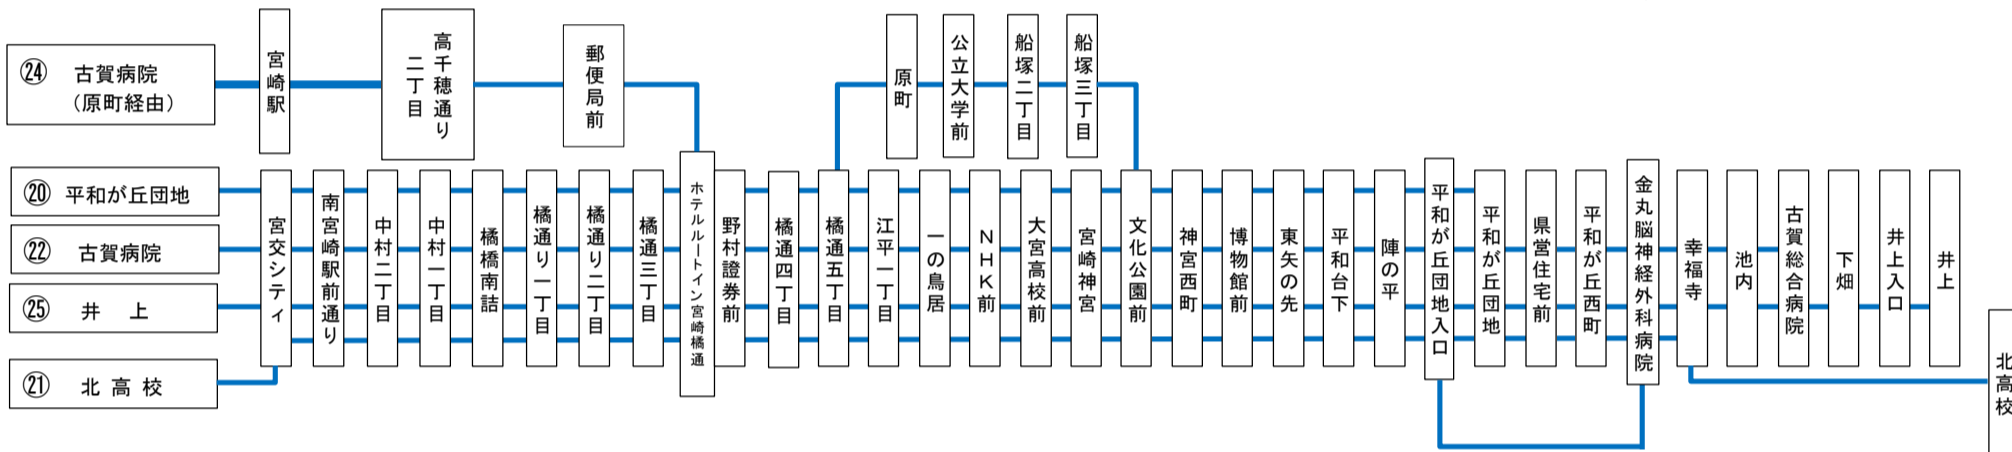 ㉔ 古賀病院
（原町経由）
宮崎駅
高千穂通り
二丁目
郵便局前
原町
公立大学前
船塚二丁目
船塚三丁目
⑳ 平和が丘団地
㉒ 古賀病院
㉕ 井 上
㉑ 北 高 校
宮交シティ
南宮崎駅前通り
中村二丁目
中村一丁目
橘橋南詰
橘通り一丁目
橘通り二丁目
橘通三丁目
ホテルルートイン宮崎橘通
野村證券前
橘通四丁目
橘通五丁目
江平一丁目
一の鳥居
ＮＨＫ前
大宮高校前
宮崎神宮
文化公園前
神宮西町
博物館前
東矢の先
平和台下
陣の平
平和が丘団地入口
平和が丘団地
県営住宅前
平和が丘西町
金丸脳神経外科病院
幸福寺
池内
古賀総合病院
下畑
井上入口
井上
北高校